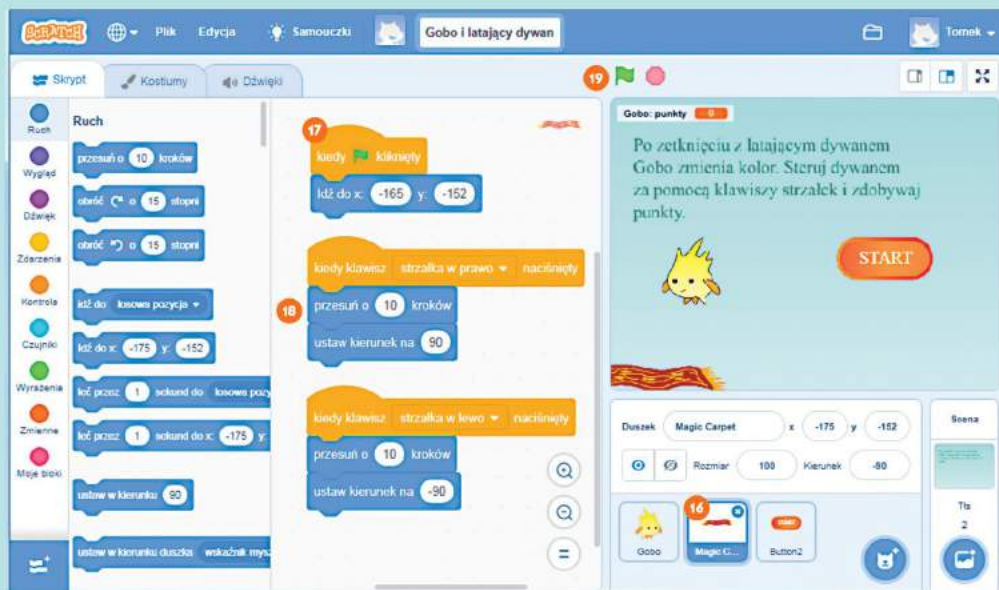 SCRATCH Plik Edycja Samouczki Gobo i latający dywan Tomek
Skrypt Kostiumy Dźwięki
19
Ruch
Wygląd
Dźwięk
Zdarzenia
Kontrola
Czujniki
Wyrażenia
Zmienne
Moje bloki
Ruch
przesuń o 10 kroków
obróć o 15 stopni
obróć o 15 stopni
idź do losowa pozycja
idź do x: -175 y: -152
leć przez 1 sekund do losowa pozy
leć przez 1 sekund do x: -175 y:
ustaw w kierunku 90
ustaw w kierunku duszka wskaźnik mysz
17
kiedy kliknięty
Idź do x: -165 y: -152
kiedy klawisz strzałka w prawo naciśnięty
18
przesuń o 10 kroków
ustaw kierunek na 90
kiedy klawisz strzałka w lewo naciśnięty
przesuń o 10 kroków
ustaw kierunek na -90
Gobo: punkty 0
Po zetknięciu z latającym dywanem
Gobo zmienia kolor. Steruj dywanem
za pomocą klawiszy strzałek i zdobywaj
punkty.
START
Duszek Magic Carpet x -175 y -152
Rozmiar 100 Kierunek -90
16
Gobo
Magic C...
START
Button2
Scena
Tła
2